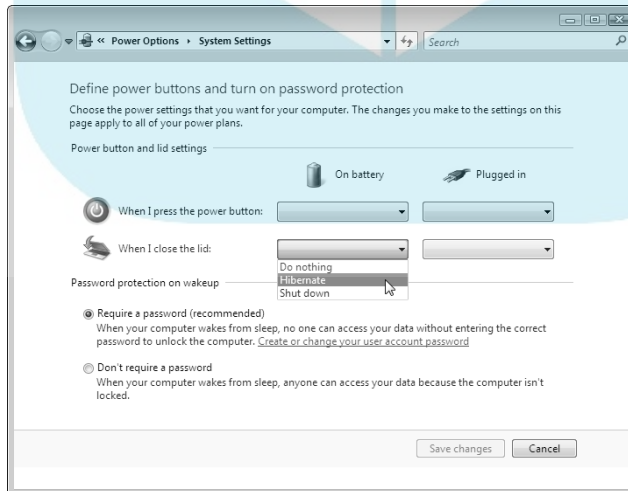 « Power Options › System Settings
Search
Define power buttons and turn on password protection
Choose the power settings that you want for your computer. The changes you make to the settings on this
page apply to all of your power plans.
Power button and lid settings
On battery
Plugged in
When I press the power button:
When I close the lid:
Do nothing
Hibernate
Shut down
Password protection on wakeup
Require a password (recommended)
When your computer wakes from sleep, no one can access your data without entering the correct
password to unlock the computer. Create or change your user account password
Don't require a password
When your computer wakes from sleep, anyone can access your data because the computer isn't
locked.
Save changes
Cancel